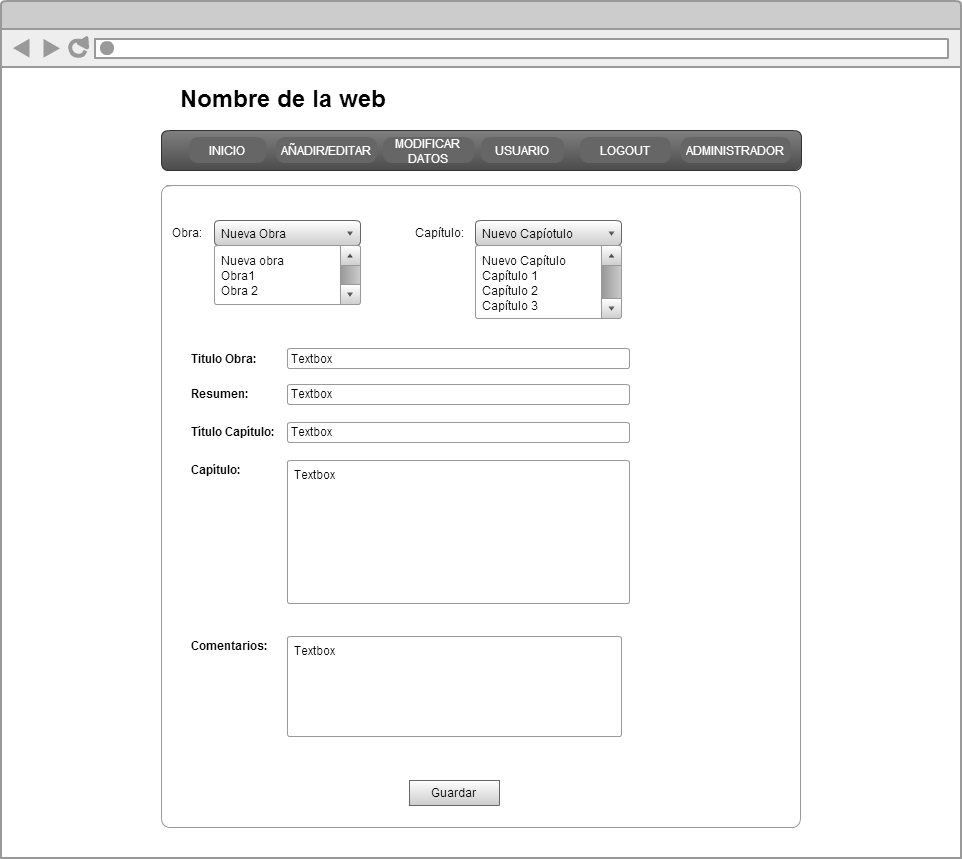 Nombre de la web
INICIO
AÑADIR/EDITAR
MODIFICAR
DATOS
USUARIO
LOGOUT
ADMINISTRADOR
Obra:
Nueva Obra
Nueva obra
Obra1
Obra 2
Capítulo:
Nuevo Capíotulo
Nuevo Capítulo
Capítulo 1
Capítulo 2
Capítulo 3
Titulo Obra:
Textbox
Resumen:
Textbox
Titulo Capítulo:
Textbox
Capítulo:
Textbox
Comentarios:
Textbox
Guardar